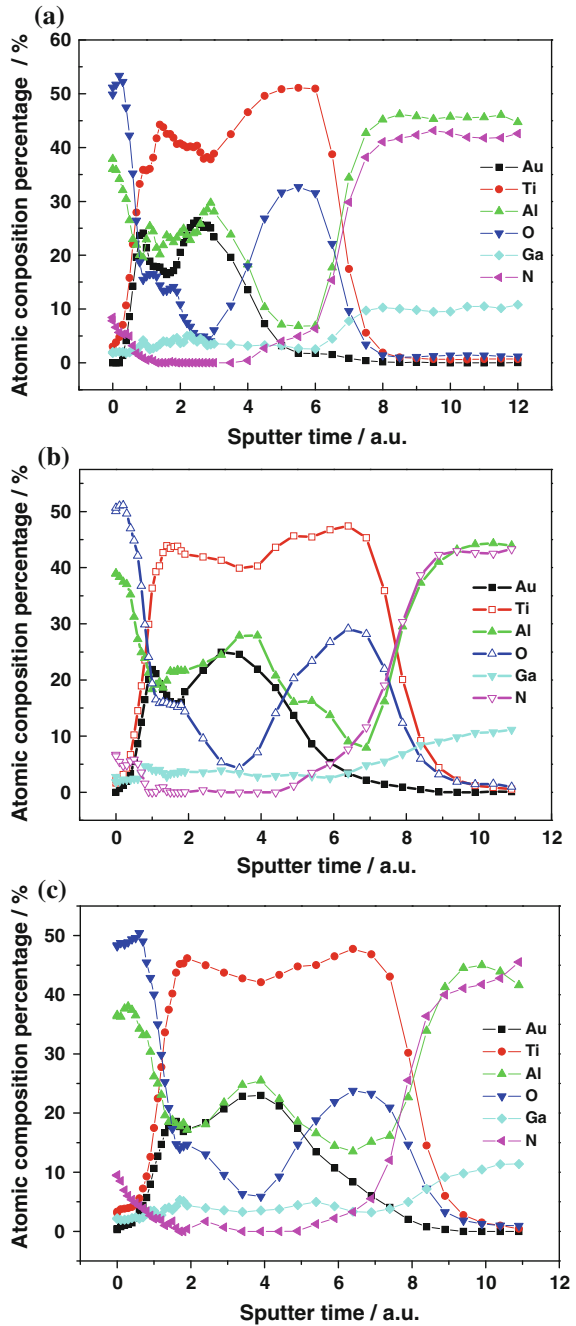 (a)
Atomic conposition percentage / %
60
50
40
30
20
10
0
Au
Ti
Al
O
Ga
N
0 2 4 6 8 10 12
Sputter time / a.u.
(b)
Atomic conposition percentage / %
50
40
30
20
10
0
Au
Ti
Al
O
Ga
N
0 2 4 6 8 10 12
Sputter time / a.u.
(c)
Atomic conposition percentage / %
50
40
30
20
10
0
Au
Ti
Al
O
Ga
N
0 2 4 6 8 10 12
Sputter time / a.u.